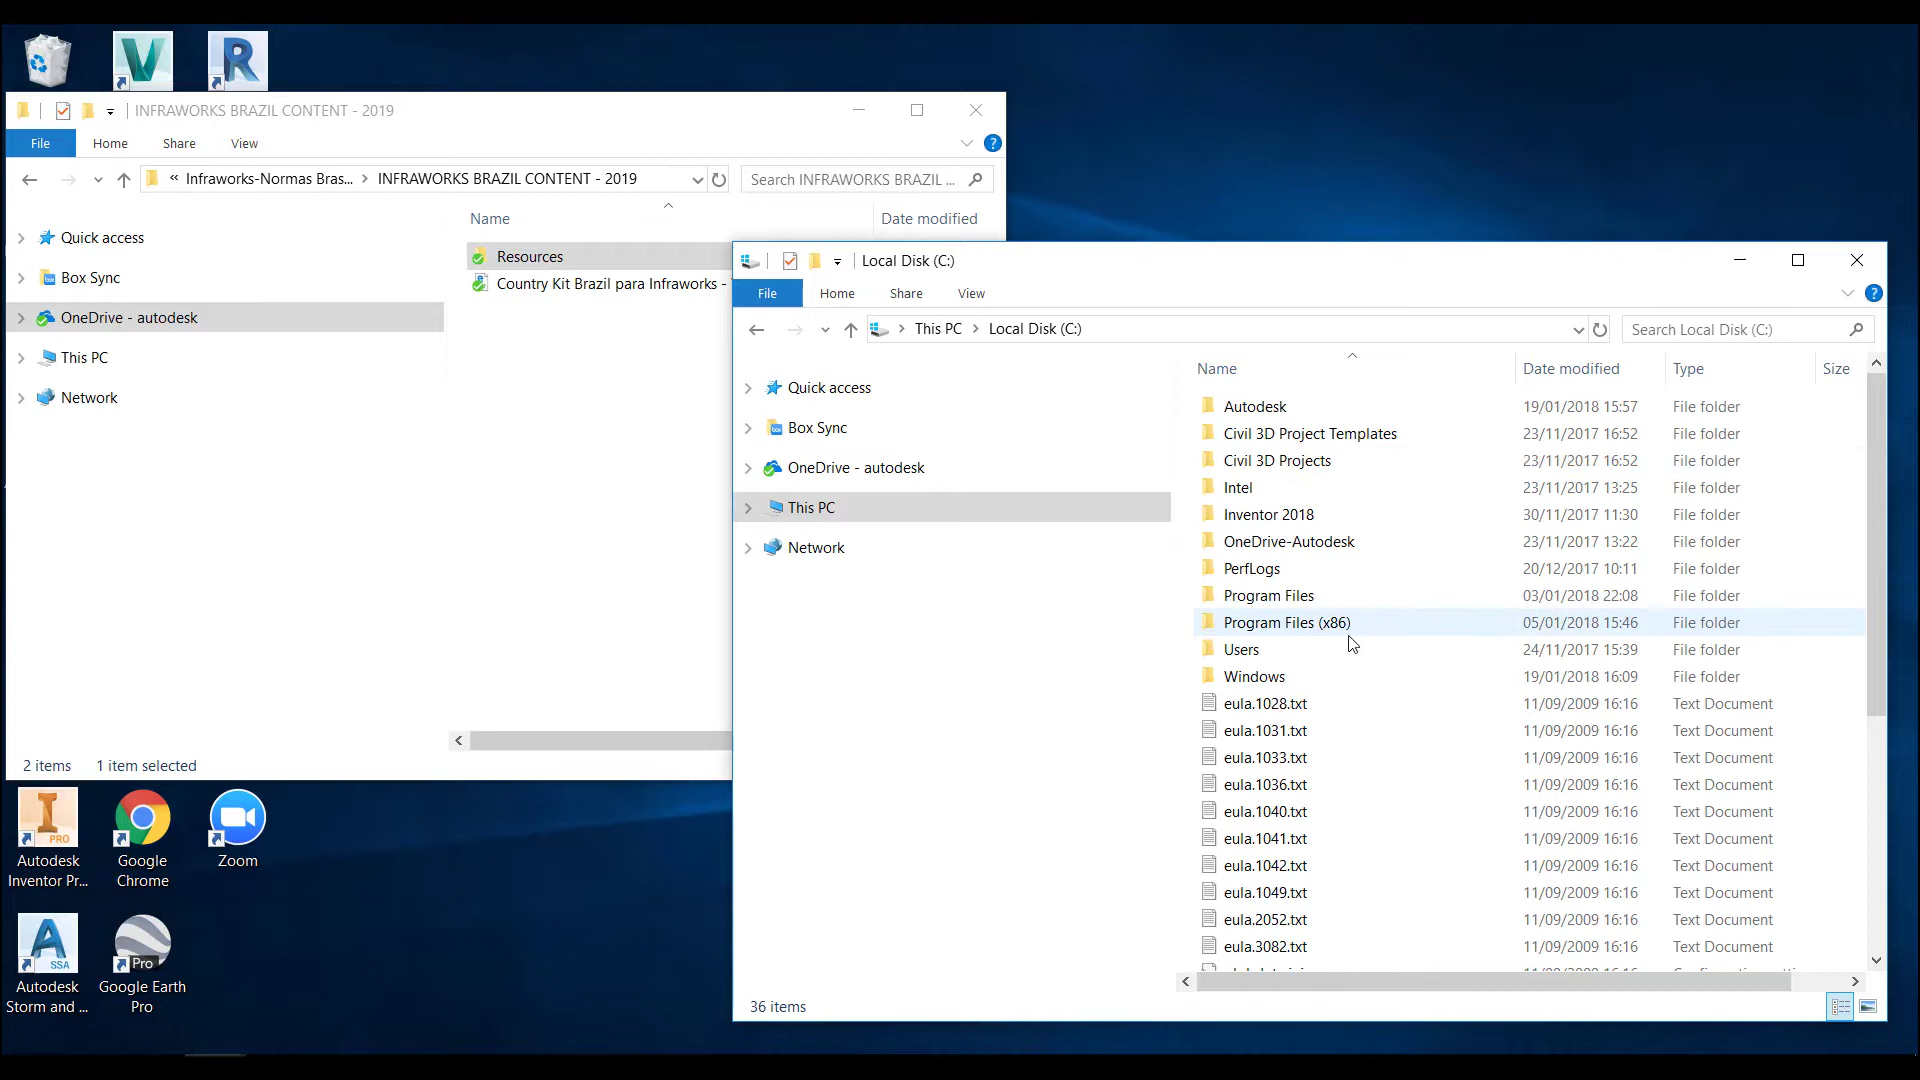 INFRAWORKS BRAZIL CONTENT - 2019
File Home Share View
« Infraworks-Normas Bras... INFRAWORKS BRAZIL CONTENT - 2019 Search INFRAWORKS BRAZIL ...
Name Date modified
Quick access
Box Sync
OneDrive - autodesk
This PC
Network
Resources
Country Kit Brazil para Infraworks -
2 items 1 item selected
Local Disk (C:)
File Home Share View
This PC Local Disk (C:) Search Local Disk (C:)
Quick access
Box Sync
OneDrive - autodesk
This PC
Network
Name Date modified Type Size
Autodesk 19/01/2018 15:57 File folder
Civil 3D Project Templates 23/11/2017 16:52 File folder
Civil 3D Projects 23/11/2017 16:52 File folder
Intel 23/11/2017 13:25 File folder
Inventor 2018 30/11/2017 11:30 File folder
OneDrive-Autodesk 23/11/2017 13:22 File folder
PerfLogs 20/12/2017 10:11 File folder
Program Files 03/01/2018 22:08 File folder
Program Files (x86) 05/01/2018 15:46 File folder
Users 24/11/2017 15:39 File folder
Windows 19/01/2018 16:09 File folder
eula.1028.txt 11/09/2009 16:16 Text Document
eula.1031.txt 11/09/2009 16:16 Text Document
eula.1033.txt 11/09/2009 16:16 Text Document
eula.1036.txt 11/09/2009 16:16 Text Document
eula.1040.txt 11/09/2009 16:16 Text Document
eula.1041.txt 11/09/2009 16:16 Text Document
eula.1042.txt 11/09/2009 16:16 Text Document
eula.1049.txt 11/09/2009 16:16 Text Document
eula.2052.txt 11/09/2009 16:16 Text Document
eula.3082.txt 11/09/2009 16:16 Text Document
36 items
PRO
Autodesk
Inventor Pr...
Google
Chrome
Zoom
SSA
Autodesk
Storm and ...
Pro
Google Earth
Pro